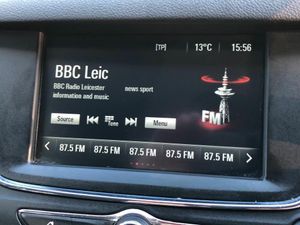 [TP] 13°C 15:56
BBC Leic
BBC Radio Leicester news sport
information and music
FM
Source Tone Menu
87.5 FM 87.5 FM 87.5 FM 87.5 FM 87.5 FM